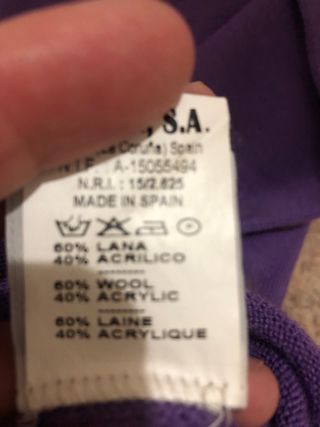 S.A.
Coruña) Spain
A-15055494
N.R.I.: 15/2.625
MADE IN SPAIN
60% LANA
40% ACRILICO
--------
60% WOOL
40% ACRYLIC
--------
60% LAINE
40% ACRYLIQUE